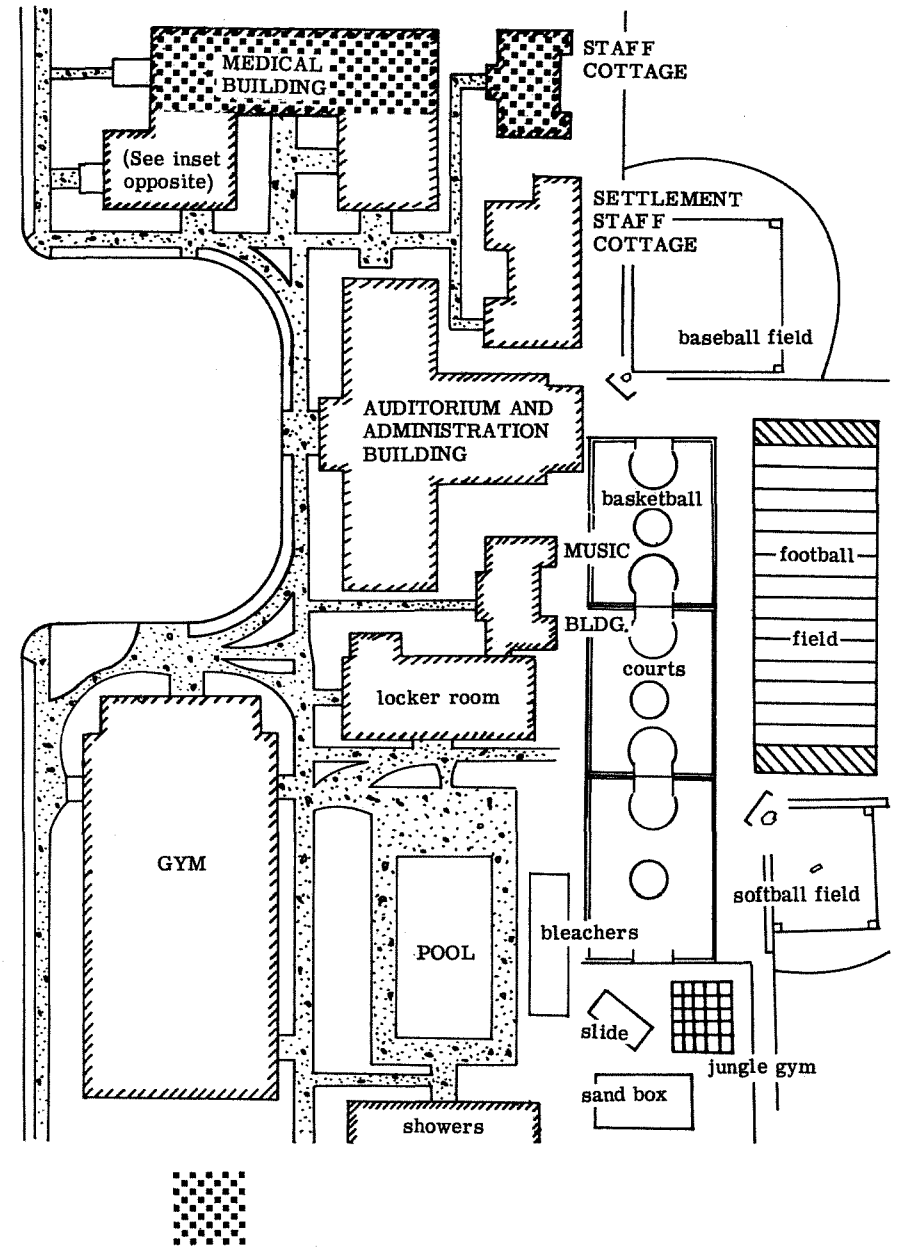 MEDICAL
BUILDING
STAFF
COTTAGE
(See inset
opposite)
SETTLEMENT
STAFF
COTTAGE
baseball field
AUDITORIUM AND
ADMINISTRATION
BUILDING
basketball
MUSIC
football
BLDG.
field
courts
locker room
GYM
softball field
bleachers
POOL
slide
jungle gym
sand box
showers